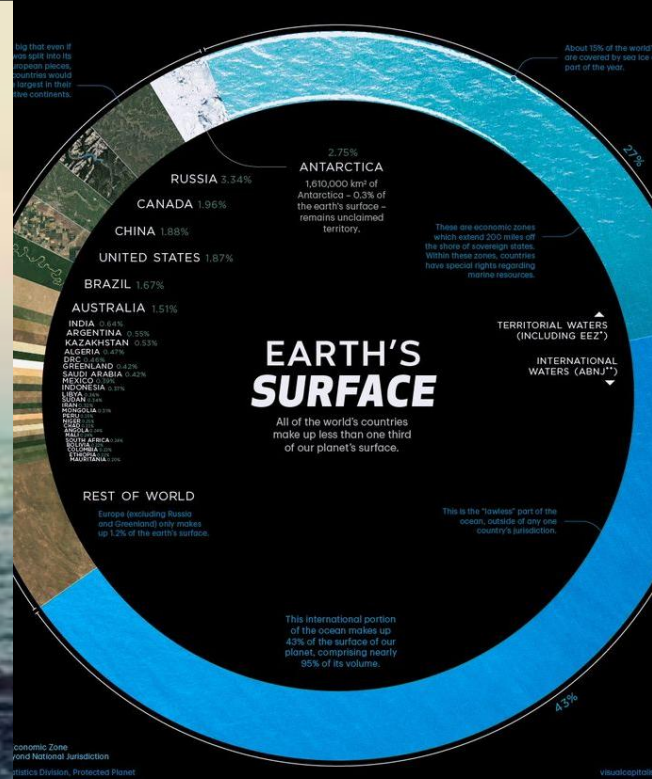 big that even if
was split into its
uropean pieces,
countries would
largest in their
tive continents.
About 15% of the world'
are covered by sea ice
part of the year.
27%
2.75%
ANTARCTICA
1,610,000 km² of
Antarctica – 0.3% of
the earth's surface –
remains unclaimed
territory.
RUSSIA 3.34%
CANADA 1.96%
CHINA 1.88%
UNITED STATES 1.87%
BRAZIL 1.67%
AUSTRALIA 1.51%
INDIA 0.64%
ARGENTINA 0.55%
KAZAKHSTAN 0.53%
ALGERIA 0.47%
DRC 0.46%
GREENLAND 0.42%
SAUDI ARABIA 0.42%
MEXICO 0.39%
INDONESIA 0.37%
LIBYA
SUDAN
IRAN
MONGOLIA
PERU
NIGER
CHAD
ANGOLA
MALI
SOUTH AFRICA
BOLIVIA
COLOMBIA
ETHIOPIA
MAURITANIA
These are economic zones
which extend 200 miles off
the shore of sovereign states.
Within these zones, countries
have special rights regarding
marine resources.
TERRITORIAL WATERS
(INCLUDING EEZ*)
INTERNATIONAL
WATERS (ABNJ**)
EARTH'S
SURFACE
All of the world's countries
make up less than one third
of our planet's surface.
REST OF WORLD
Europe (excluding Russia
and Greenland) only makes
up 1.2% of the earth's surface.
This is the "lawless" part of the
ocean, outside of any one
country's jurisdiction.
This international portion
of the ocean makes up
43% of the surface of our
planet, comprising nearly
95% of its volume.
43%
conomic Zone
yond National Jurisdiction
atistics Division, Protected Planet
visualcapitalis